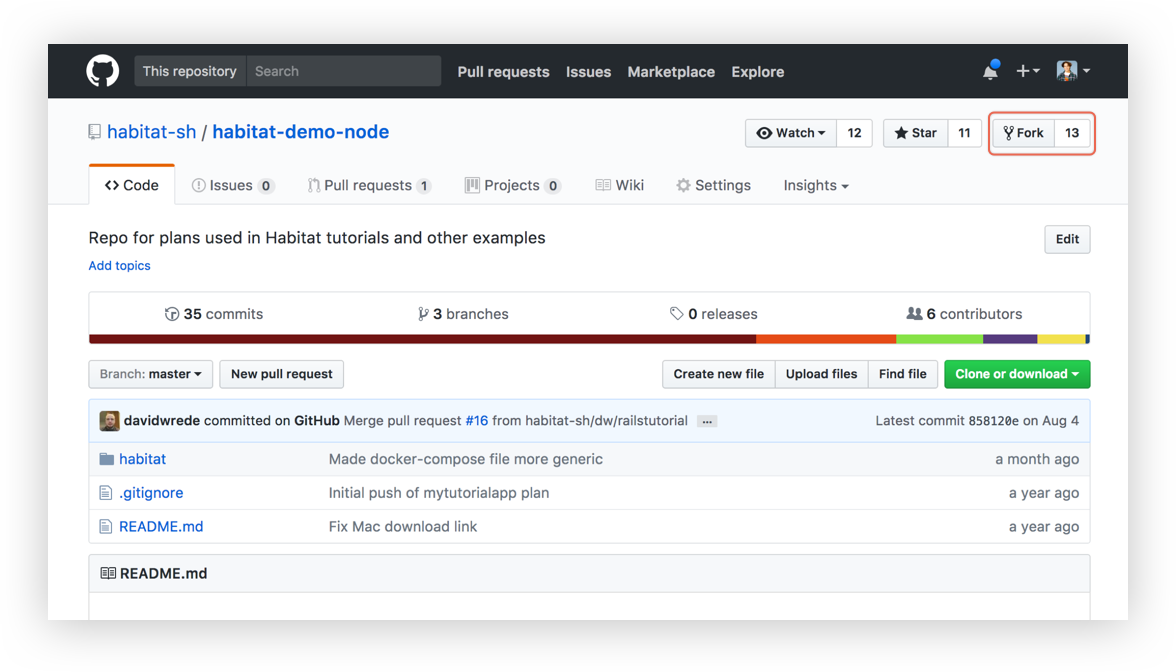 This repository Search Pull requests Issues Marketplace Explore
habitat-sh / habitat-demo-node Watch 12 Star 11 Fork 13
Code Issues 0 Pull requests 1 Projects 0 Wiki Settings Insights
Repo for plans used in Habitat tutorials and other examples Edit
Add topics
35 commits 3 branches 0 releases 6 contributors
Branch: master New pull request Create new file Upload files Find file Clone or download
davidwrede committed on GitHub Merge pull request #16 from habitat-sh/dw/railstutorial … Latest commit 858120e on Aug 4
habitat Made docker-compose file more generic a month ago
.gitignore Initial push of mytutorialapp plan a year ago
README.md Fix Mac download link a year ago
README.md